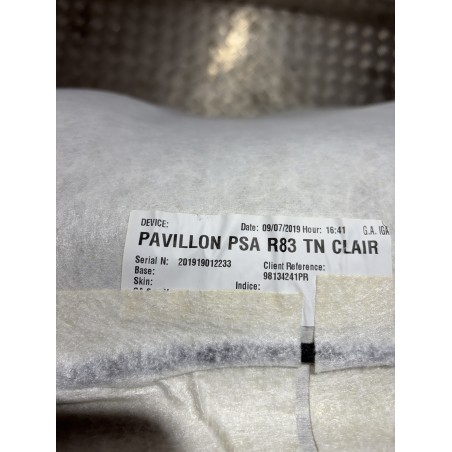 DEVICE: Date: 09/07/2019 Hour: 16:41 G.A. IGA
PAVILLON PSA R83 TN CLAIR
Serial N: 201919012233 Client Reference:
Base: 98134241PR
Skin: Indice: